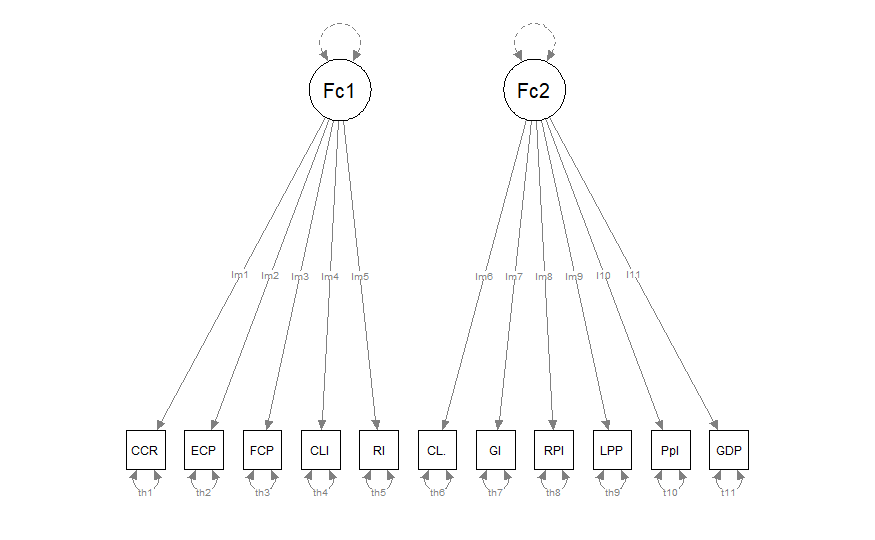 Fc1 Fc2
lm1 lm2 lm3 lm4 lm5 lm6 lm7 lm8 lm9 l10 l11
CCR ECP FCP CLI RI CL. GI RPI LPP Ppl GDP
th1 th2 th3 th4 th5 th6 th7 th8 th9 t10 t11